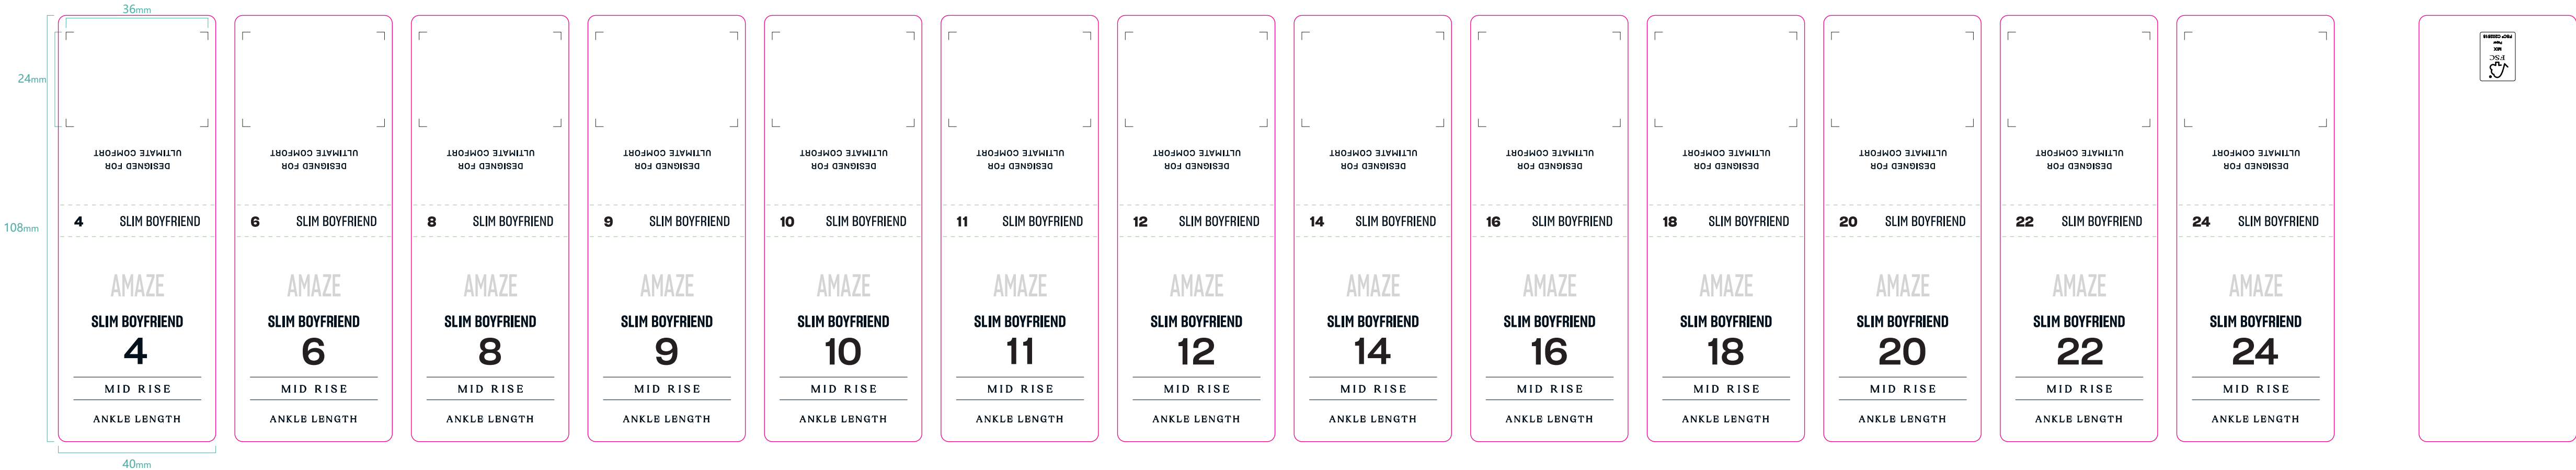 36mm
24mm
108mm
40mm
DESIGNED FOR
ULTIMATE COMFORT
4 SLIM BOYFRIEND
AMAZE
SLIM BOYFRIEND
4
MID RISE
ANKLE LENGTH
DESIGNED FOR
ULTIMATE COMFORT
6 SLIM BOYFRIEND
AMAZE
SLIM BOYFRIEND
6
MID RISE
ANKLE LENGTH
DESIGNED FOR
ULTIMATE COMFORT
8 SLIM BOYFRIEND
AMAZE
SLIM BOYFRIEND
8
MID RISE
ANKLE LENGTH
DESIGNED FOR
ULTIMATE COMFORT
9 SLIM BOYFRIEND
AMAZE
SLIM BOYFRIEND
9
MID RISE
ANKLE LENGTH
DESIGNED FOR
ULTIMATE COMFORT
10 SLIM BOYFRIEND
AMAZE
SLIM BOYFRIEND
10
MID RISE
ANKLE LENGTH
DESIGNED FOR
ULTIMATE COMFORT
11 SLIM BOYFRIEND
AMAZE
SLIM BOYFRIEND
11
MID RISE
ANKLE LENGTH
DESIGNED FOR
ULTIMATE COMFORT
12 SLIM BOYFRIEND
AMAZE
SLIM BOYFRIEND
12
MID RISE
ANKLE LENGTH
DESIGNED FOR
ULTIMATE COMFORT
14 SLIM BOYFRIEND
AMAZE
SLIM BOYFRIEND
14
MID RISE
ANKLE LENGTH
DESIGNED FOR
ULTIMATE COMFORT
16 SLIM BOYFRIEND
AMAZE
SLIM BOYFRIEND
16
MID RISE
ANKLE LENGTH
DESIGNED FOR
ULTIMATE COMFORT
18 SLIM BOYFRIEND
AMAZE
SLIM BOYFRIEND
18
MID RISE
ANKLE LENGTH
DESIGNED FOR
ULTIMATE COMFORT
20 SLIM BOYFRIEND
AMAZE
SLIM BOYFRIEND
20
MID RISE
ANKLE LENGTH
DESIGNED FOR
ULTIMATE COMFORT
22 SLIM BOYFRIEND
AMAZE
SLIM BOYFRIEND
22
MID RISE
ANKLE LENGTH
DESIGNED FOR
ULTIMATE COMFORT
24 SLIM BOYFRIEND
AMAZE
SLIM BOYFRIEND
24
MID RISE
ANKLE LENGTH
FSC
MIX
Paper